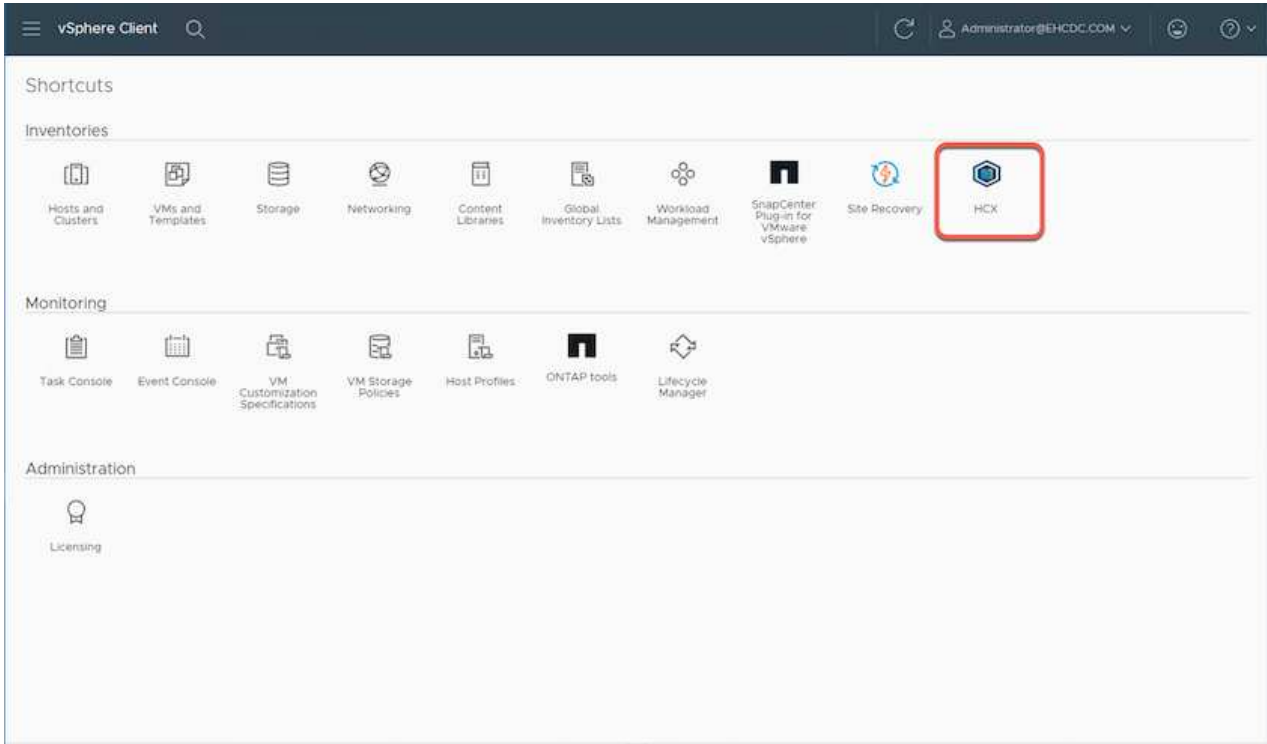 vSphere Client
Administrator@EHCDC.COM
Shortcuts
Inventories
Hosts and
Clusters
VMs and
Templates
Storage
Networking
Content
Libraries
Global
Inventory Lists
Workload
Management
SnapCenter
Plug-in for
VMware
vSphere
Site Recovery
HCX
Monitoring
Task Console
Event Console
VM
Customization
Specifications
VM Storage
Policies
Host Profiles
ONTAP tools
Lifecycle
Manager
Administration
Licensing